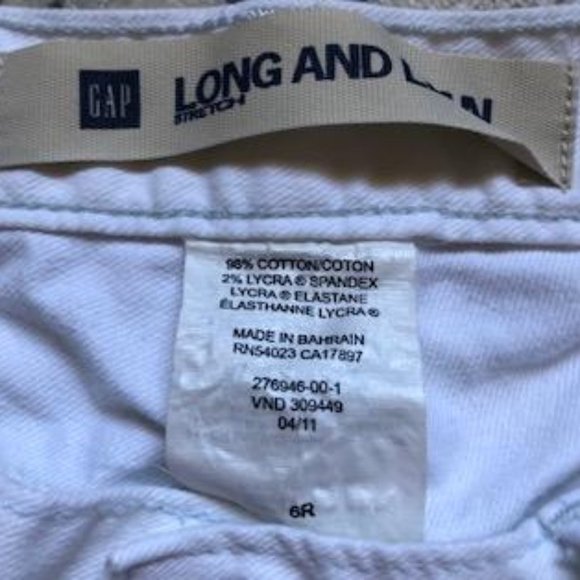 GAP
LONG AND
STRETCH
98% COTTON/COTON
2% LYCRA ® SPANDEX
LYCRA ® ELASTANE
ÉLASTHANNE LYCRA ®
MADE IN BAHRAIN
RN54023 CA17897
276946-00-1
VND 309449
04/11
6R